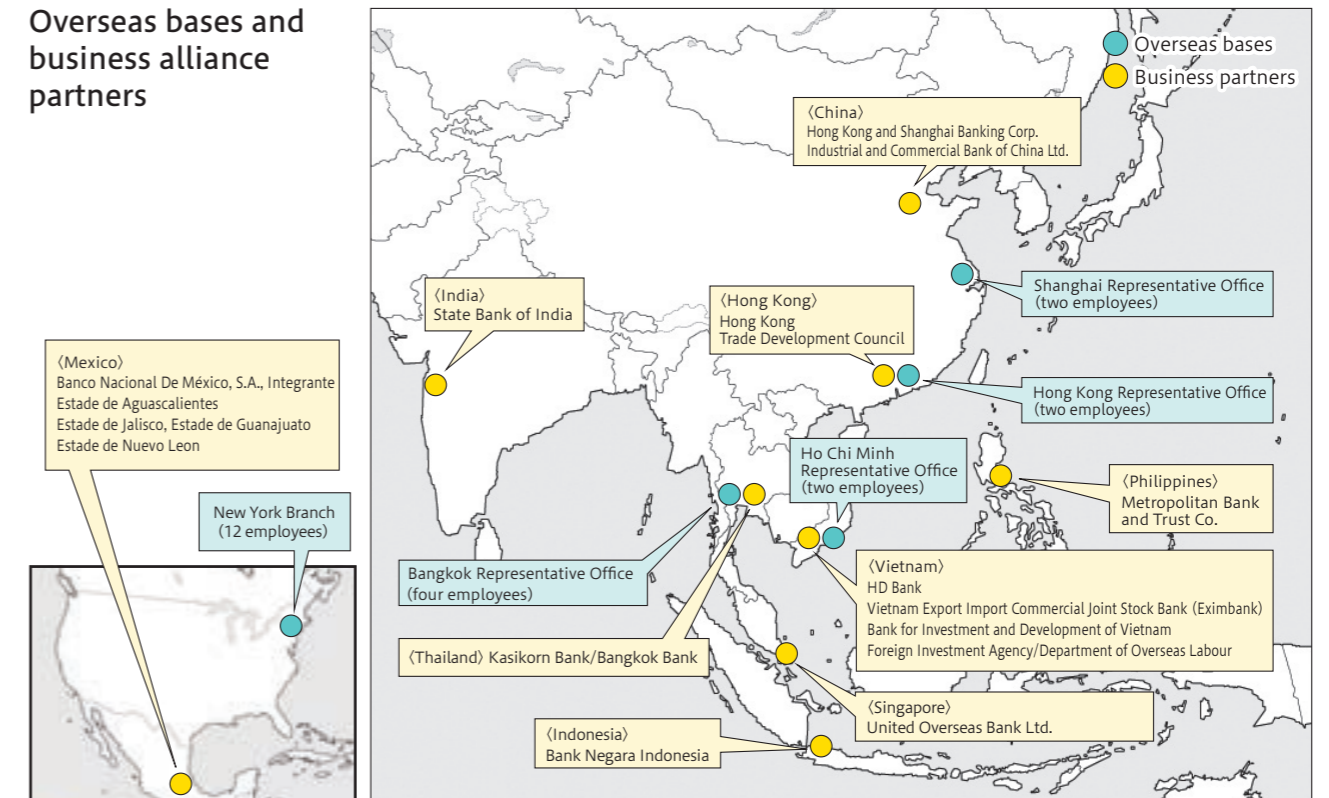 Overseas bases and
business alliance
partners
Overseas bases
Business partners
〈China〉
Hong Kong and Shanghai Banking Corp.
Industrial and Commercial Bank of China Ltd.
Shanghai Representative Office
(two employees)
〈India〉
State Bank of India
〈Hong Kong〉
Hong Kong
Trade Development Council
Hong Kong Representative Office
(two employees)
〈Mexico〉
Banco Nacional De México, S.A., Integrante
Estade de Aguascalientes
Estade de Jalisco, Estade de Guanajuato
Estade de Nuevo Leon
New York Branch
(12 employees)
Ho Chi Minh
Representative Office
(two employees)
〈Philippines〉
Metropolitan Bank
and Trust Co.
Bangkok Representative Office
(four employees)
〈Vietnam〉
HD Bank
Vietnam Export Import Commercial Joint Stock Bank (Eximbank)
Bank for Investment and Development of Vietnam
Foreign Investment Agency/Department of Overseas Labour
〈Thailand〉 Kasikorn Bank/Bangkok Bank
〈Singapore〉
United Overseas Bank Ltd.
〈Indonesia〉
Bank Negara Indonesia